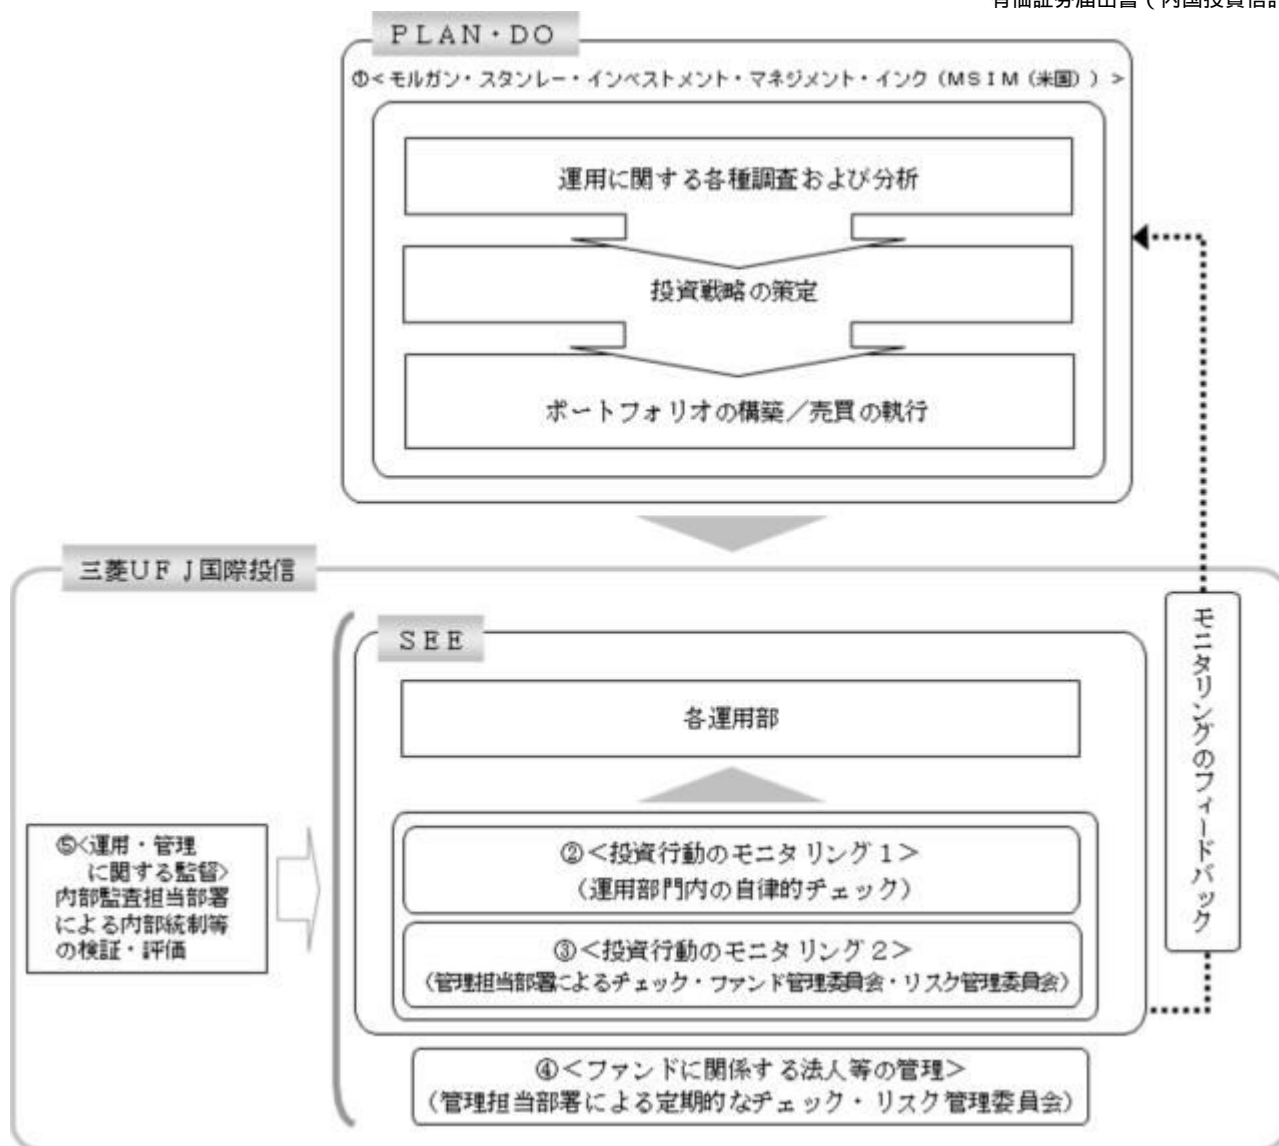 有価証券届出書（内国投資信託
ＰＬＡＮ・ＤＯ
①＜モルガン・スタンレー・インベストメント・マネジメント・インク（ＭＳＩＭ（米国））＞
運用に関する各種調査および分析
投資戦略の策定
ポートフォリオの構築／売買の執行
三菱ＵＦＪ国際投信
ＳＥＥ
各運用部
モニタリングのフィードバック
⑤＜運用・管理
に関する監督＞
内部監査担当部署
による内部統制等
の検証・評価
②＜投資行動のモニタリング１＞
（運用部門内の自律的チェック）
③＜投資行動のモニタリング２＞
（管理担当部署によるチェック・ファンド管理委員会・リスク管理委員会）
④＜ファンドに関係する法人等の管理＞
（管理担当部署による定期的なチェック・リスク管理委員会）